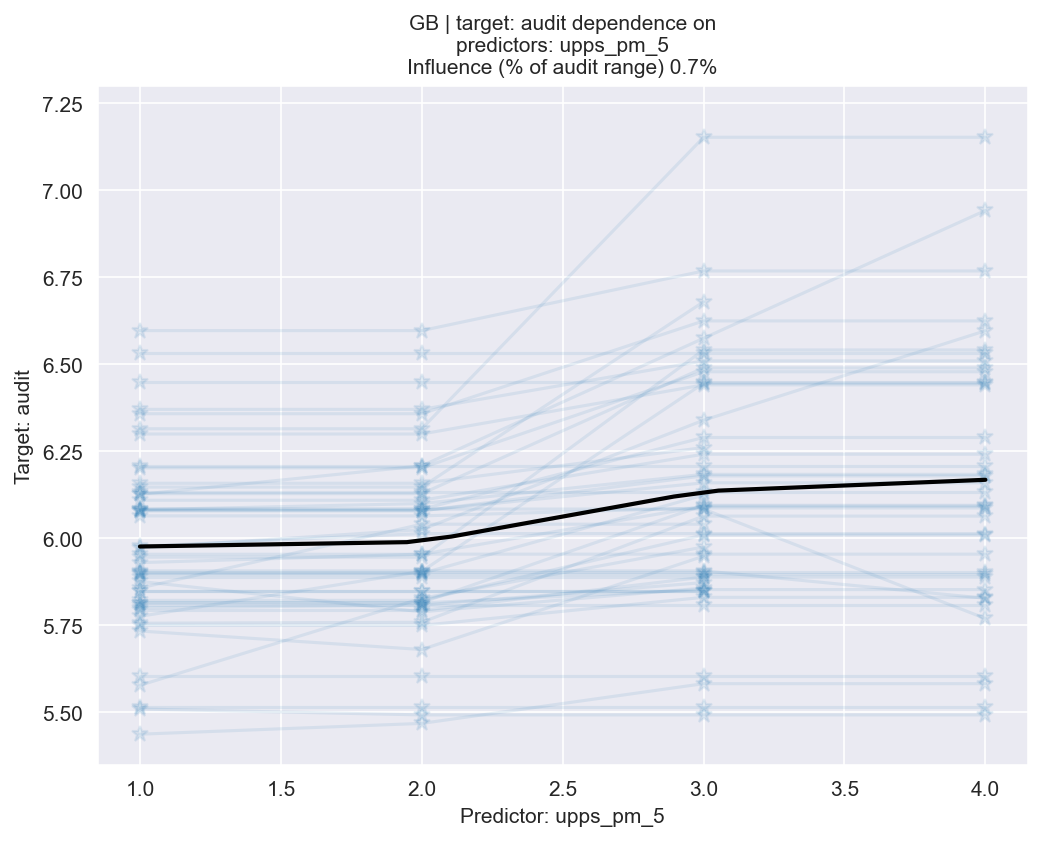 GB | target: audit dependence on
predictors: upps_pm_5
Influence (% of audit range) 0.7%
7.25
7.00
6.75
6.50
6.25
6.00
5.75
5.50
Target: audit
1.0 1.5 2.0 2.5 3.0 3.5 4.0
Predictor: upps_pm_5